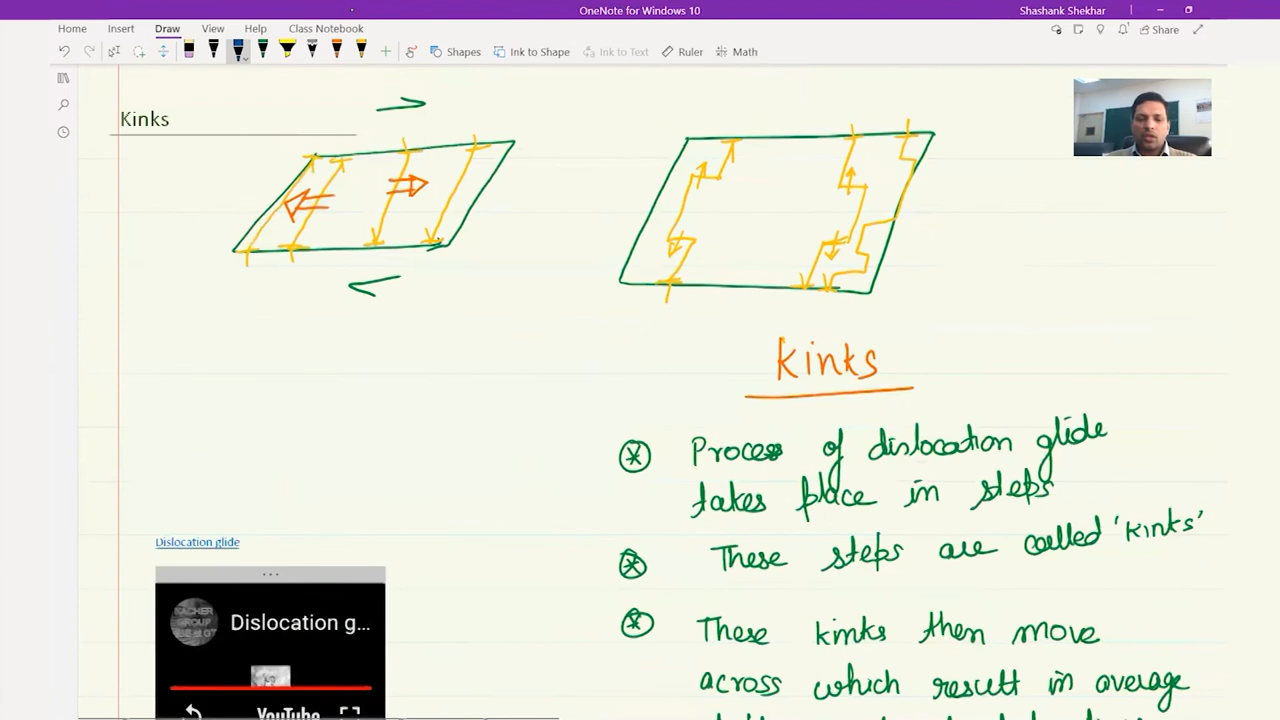 OneNote for Windows 10
Shashank Shekhar
Home Insert Draw View Help Class Notebook
Shapes Ink to Shape Ink to Text Ruler Math Share
Kinks
Kinks
Process of dislocation glide
takes place in steps
These steps are called 'kinks'
These kinks then move
across which result in average
Dislocation glide
KACHER
GROUP
Dislocation g...
YouTube